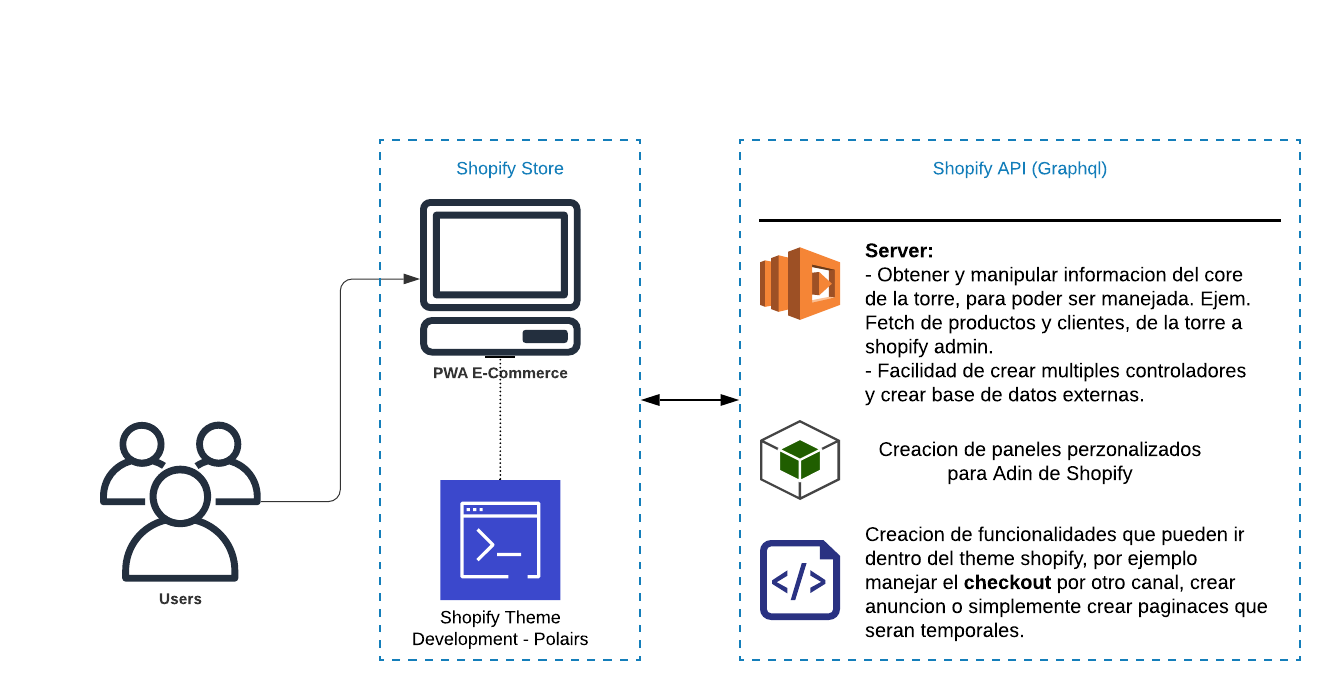 Shopify Store
Shopify API (Graphql)
PWA E-Commerce
Shopify Theme
Development - Polairs
Users
Server:
- Obtener y manipular informacion del core
de la torre, para poder ser manejada. Ejem.
Fetch de productos y clientes, de la torre a
shopify admin.
- Facilidad de crear multiples controladores
y crear base de datos externas.
Creacion de paneles perzonalizados
para Adin de Shopify
Creacion de funcionalidades que pueden ir
dentro del theme shopify, por ejemplo
manejar el checkout por otro canal, crear
anuncion o simplemente crear paginaces que
seran temporales.